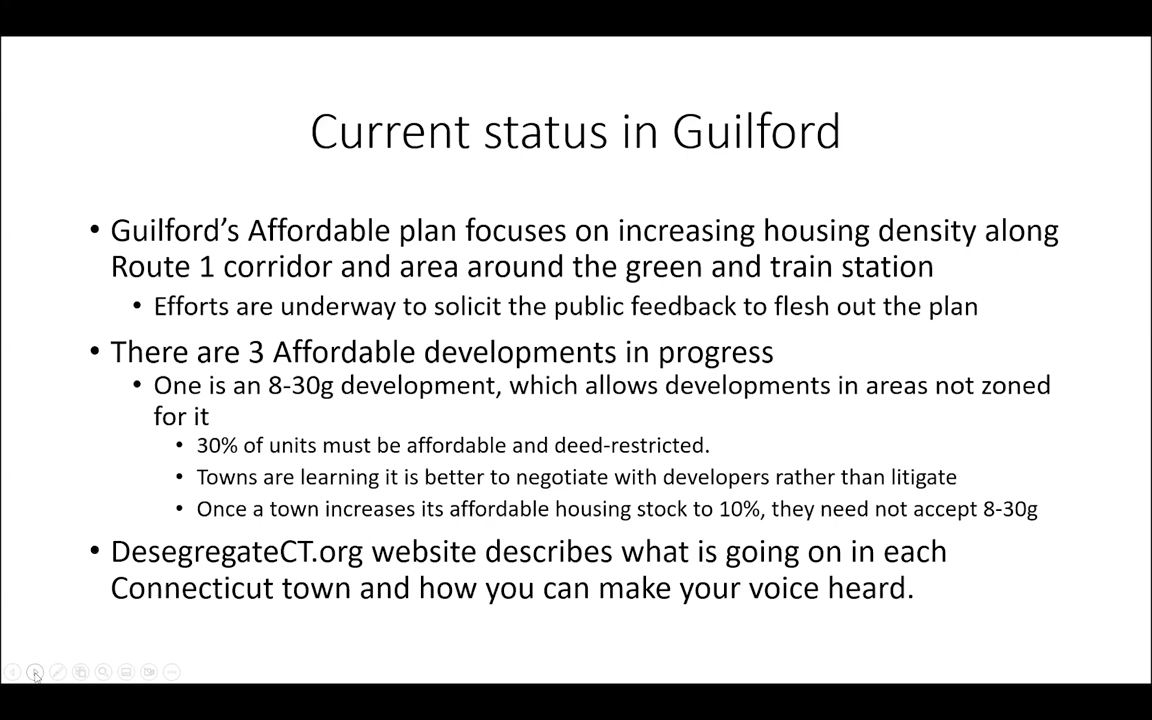 Current status in Guilford
• Guilford’s Affordable plan focuses on increasing housing density along
Route 1 corridor and area around the green and train station
• Efforts are underway to solicit the public feedback to flesh out the plan
• There are 3 Affordable developments in progress
• One is an 8-30g development, which allows developments in areas not zoned
for it
• 30% of units must be affordable and deed-restricted.
• Towns are learning it is better to negotiate with developers rather than litigate
• Once a town increases its affordable housing stock to 10%, they need not accept 8-30g
• DesegregateCT.org website describes what is going on in each
Connecticut town and how you can make your voice heard.